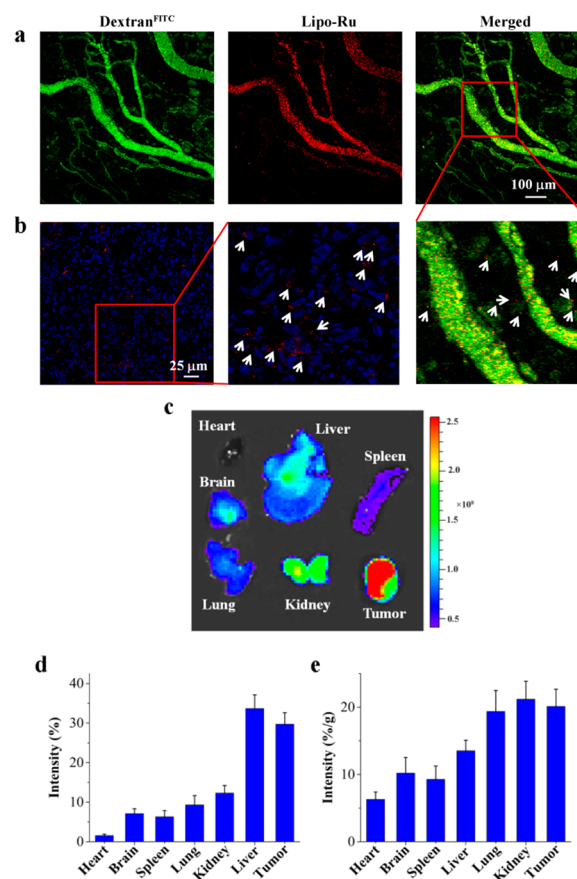 Dextran^FITC Lipo-Ru Merged
a
100 μm
b
25 μm
c
Heart
Liver
Spleen
Brain
Lung
Kidney
Tumor
2.5
2.0
1.5
1.0
0.5
d
Intensity (%)
40
30
20
10
0
Heart Brain Spleen Lung Kidney Liver Tumor
e
Intensity (%/g)
20
10
0
Heart Brain Spleen Liver Lung Kidney Tumor